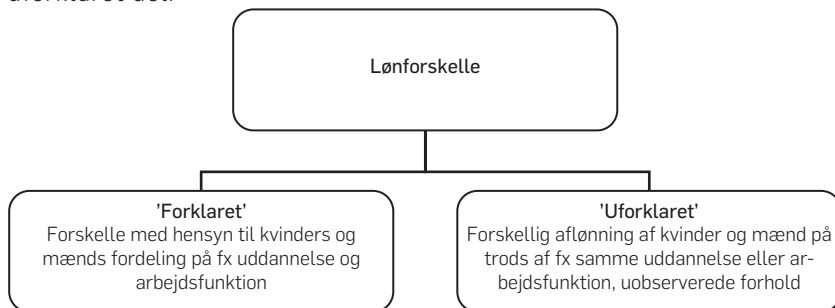 Lønforskelle
'Forklaret'
Forskelle med hensyn til kvinders og
mænds fordeling på fx uddannelse og
arbejdsfunktion
'Uforklaret'
Forskellig aflønning af kvinder og mænd på
trods af fx samme uddannelse eller ar-
bejdsfunktion, uobserverede forhold